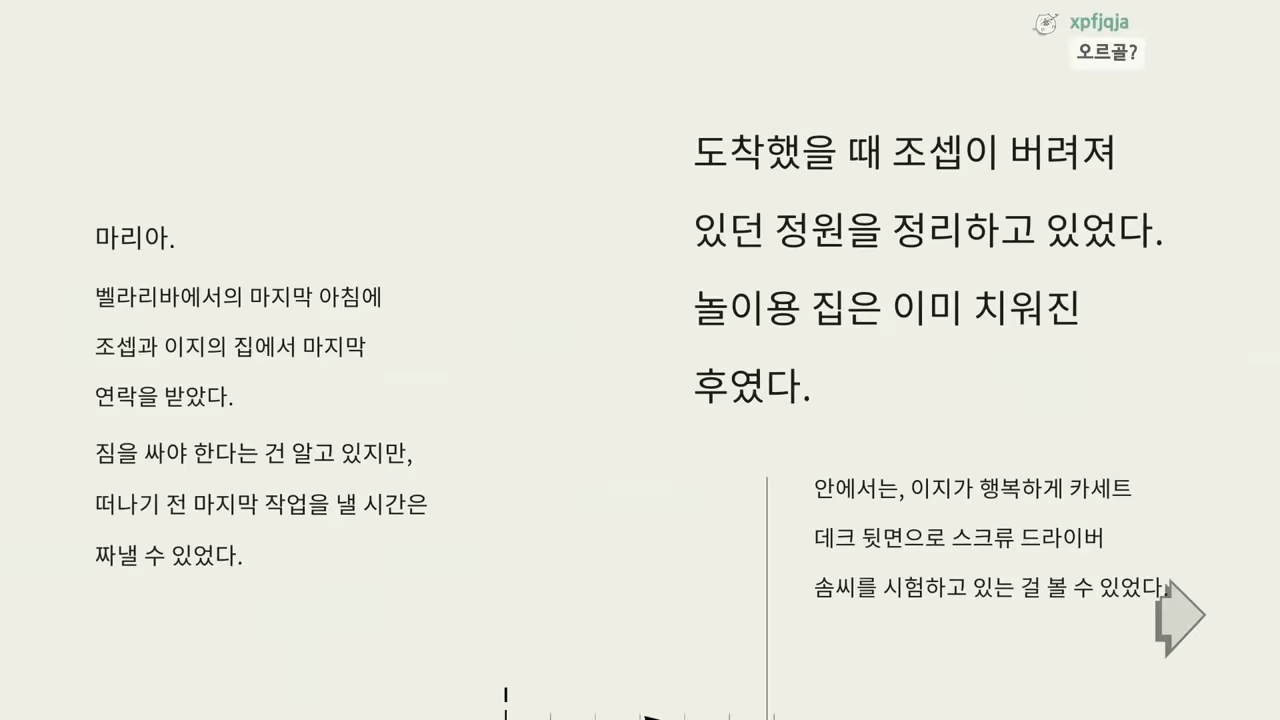 xpfjqja
오르골?
마리아.
벨라리바에서의 마지막 아침에
조셉과 이지의 집에서 마지막
연락을 받았다.
짐을 싸야 한다는 건 알고 있지만,
떠나기 전 마지막 작업을 낼 시간은
짜낼 수 있었다.
도착했을 때 조셉이 버려져
있던 정원을 정리하고 있었다.
놀이용 집은 이미 치워진
후였다.
안에서는, 이지가 행복하게 카세트
데크 뒷면으로 스크류 드라이버
솜씨를 시험하고 있는 걸 볼 수 있었다.